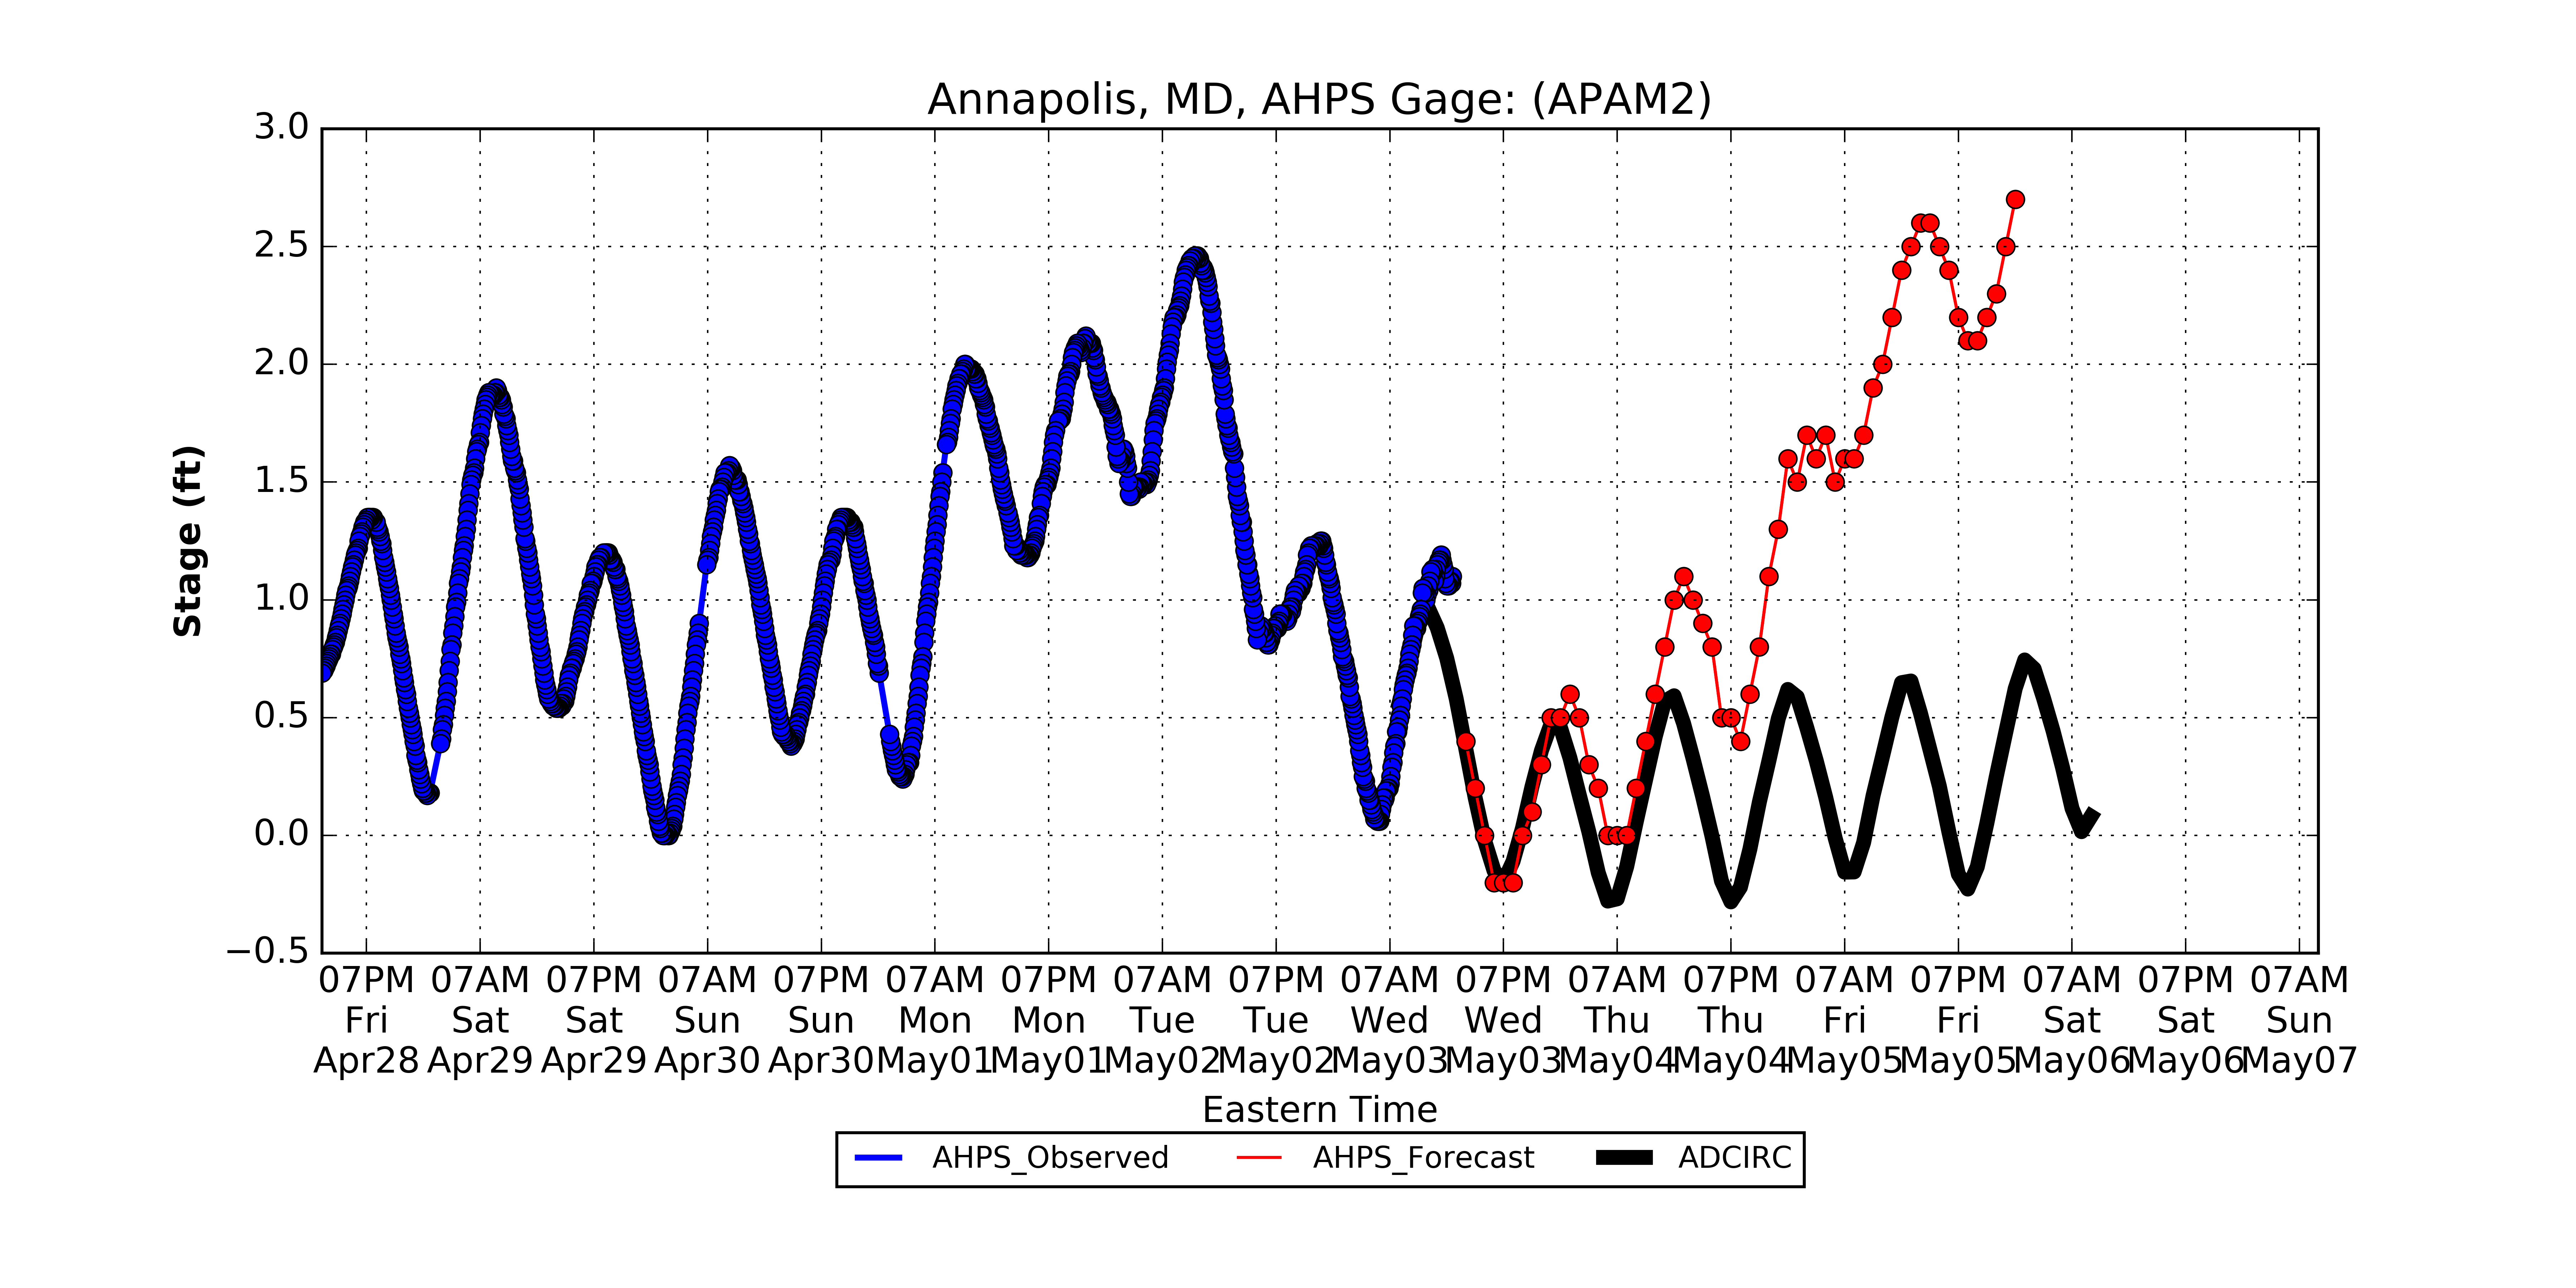 Annapolis, MD, AHPS Gage: (APAM2)
3.0
2.5
2.0
1.5
1.0
0.5
0.0
−0.5
Stage (ft)
07PM 07AM 07PM 07AM 07PM 07AM 07PM 07AM 07PM 07AM 07PM 07AM 07PM 07AM 07PM 07AM 07PM 07AM
Fri Sat Sat Sun Sun Mon Mon Tue Tue Wed Wed Thu Thu Fri Fri Sat Sat Sun
Apr28 Apr29 Apr29 Apr30 Apr30 May01 May01 May02 May02 May03 May03 May04 May04 May05 May05 May06 May06 May07
Eastern Time
AHPS_Observed AHPS_Forecast ADCIRC